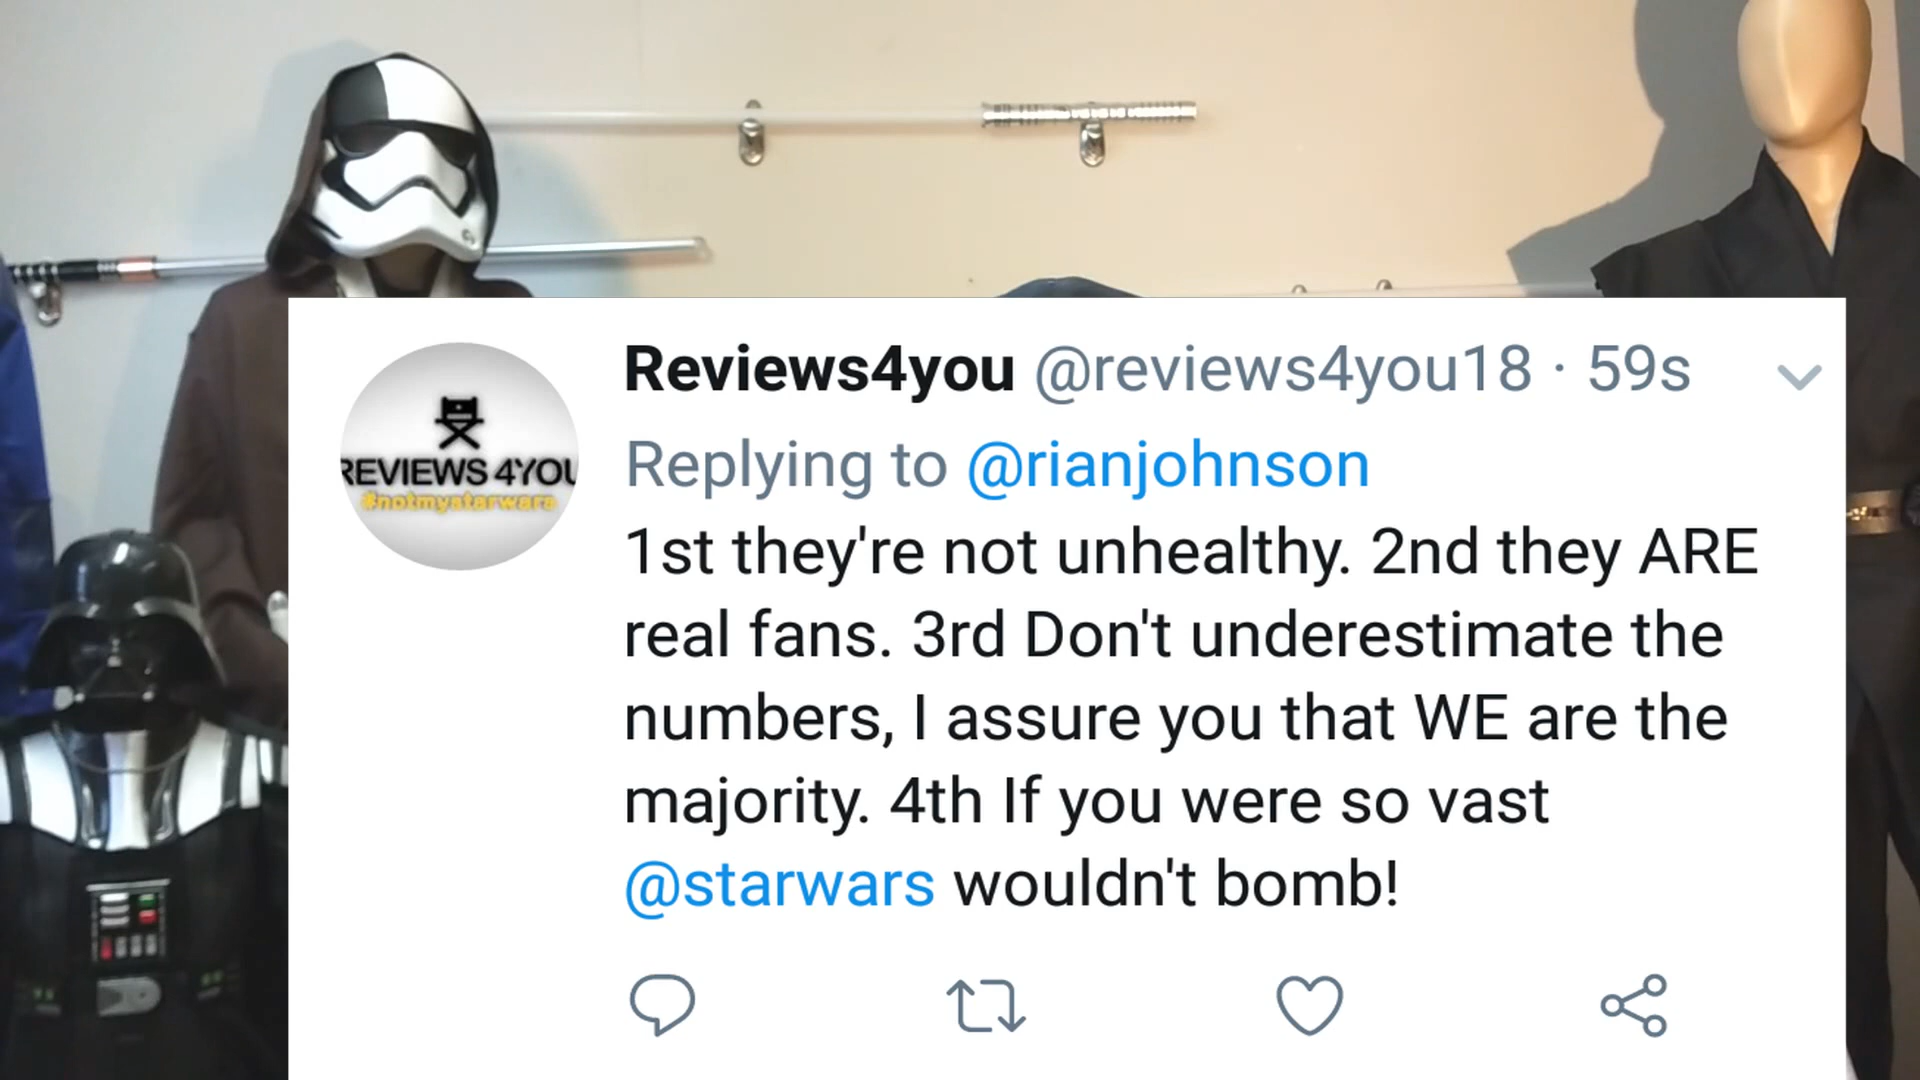 Reviews4you @reviews4you18 · 59s
REVIEWS 4YOU
#notmystarwars
Replying to @rianjohnson
1st they're not unhealthy. 2nd they ARE
real fans. 3rd Don't underestimate the
numbers, I assure you that WE are the
majority. 4th If you were so vast
@starwars wouldn't bomb!